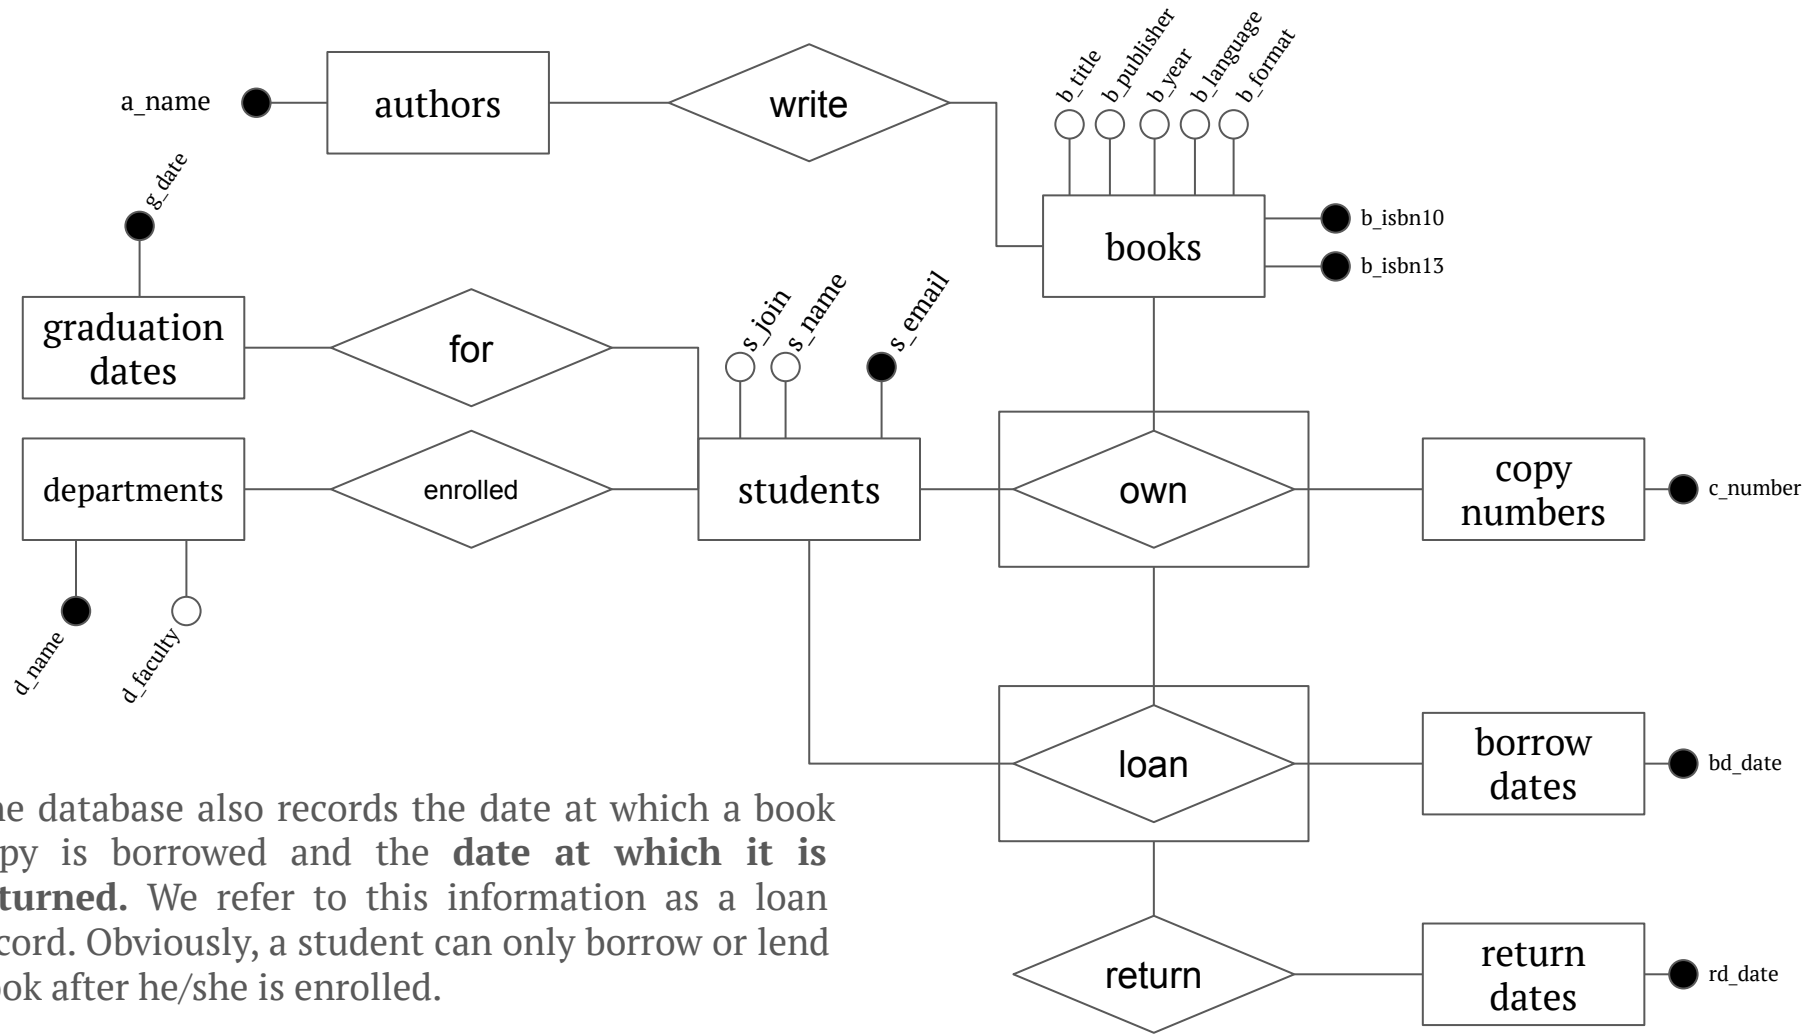 b_title
b_publisher
b_year
b_language
b_format
a_name
authors
write
g_date
b_isbn10
books
b_isbn13
s_join
s_name
s_email
graduation
dates
for
departments
enrolled
students
own
copy
numbers
c_number
d_name
d_faculty
loan
borrow
dates
bd_date
ne database also records the date at which a book
py is borrowed and the date at which it is
turned. We refer to this information as a loan
cord. Obviously, a student can only borrow or lend
ook after he/she is enrolled.
return
return
dates
rd_date